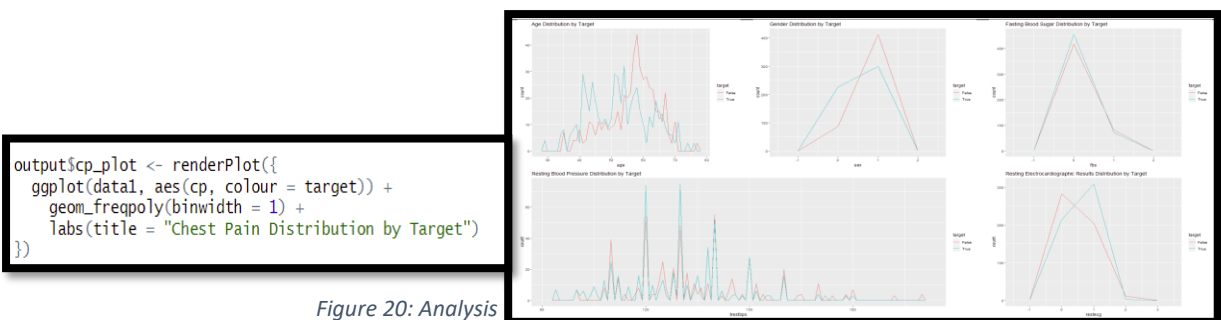 output$cp_plot <- renderPlot({
ggplot(data1, aes(cp, colour = target)) +
geom_freqpoly(binwidth = 1) +
labs(title = "Chest Pain Distribution by Target")
})
Figure 20: Analysis
Age Distribution by Target
count
age
target
False
True
Gender Distribution by Target
count
sex
target
False
True
Fasting Blood Sugar Distribution by Target
count
fbs
target
False
True
Resting Blood Pressure Distribution by Target
count
trestbps
target
False
True
Resting Electrocardiographic Results Distribution by Target
count
restecg
target
False
True